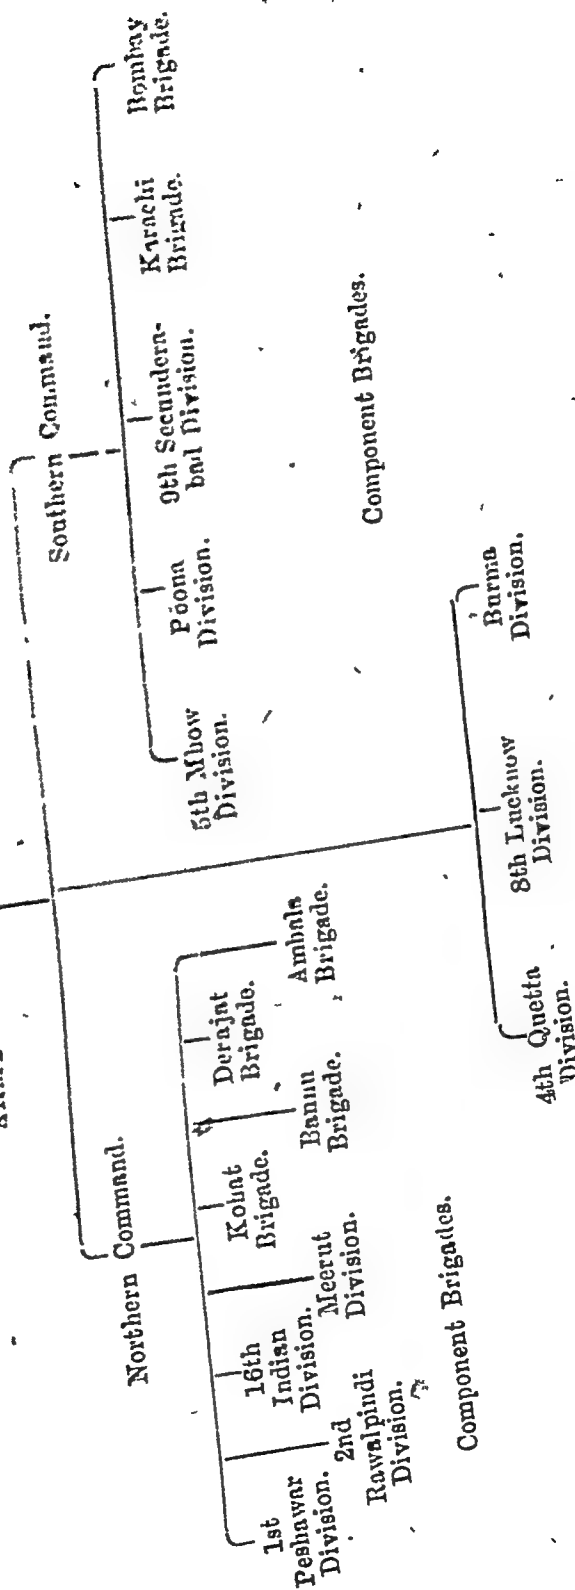 Northern Command.
Southern Command.
1st
Peshawar
Division.
2nd
Rawalpindi
Division.
16th
Indian
Division.
Meerut
Division.
Kohat
Brigade.
Bannu
Brigade.
Derajat
Brigade.
Ambala
Brigade.
5th Mhow
Division.
Poona
Division.
9th Secundera-
bad Division.
Karachi
Brigade.
Bombay
Brigade.
Component Brigades.
Component Brigades.
4th Quetta
Division.
8th Lucknow
Division.
Burma
Division.